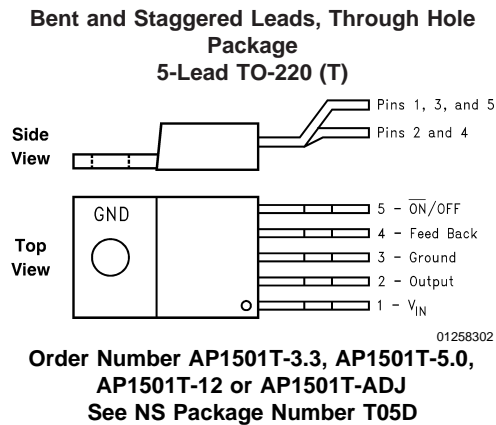 Bent and Staggered Leads, Through Hole
Package
5-Lead TO-220 (T)
Side
View
Pins 1, 3, and 5
Pins 2 and 4
Top
View
GND
5 – O̅N̅/OFF
4 – Feed Back
3 – Ground
2 – Output
1 – VIN
01258302
Order Number AP1501T-3.3, AP1501T-5.0,
AP1501T-12 or AP1501T-ADJ
See NS Package Number T05D